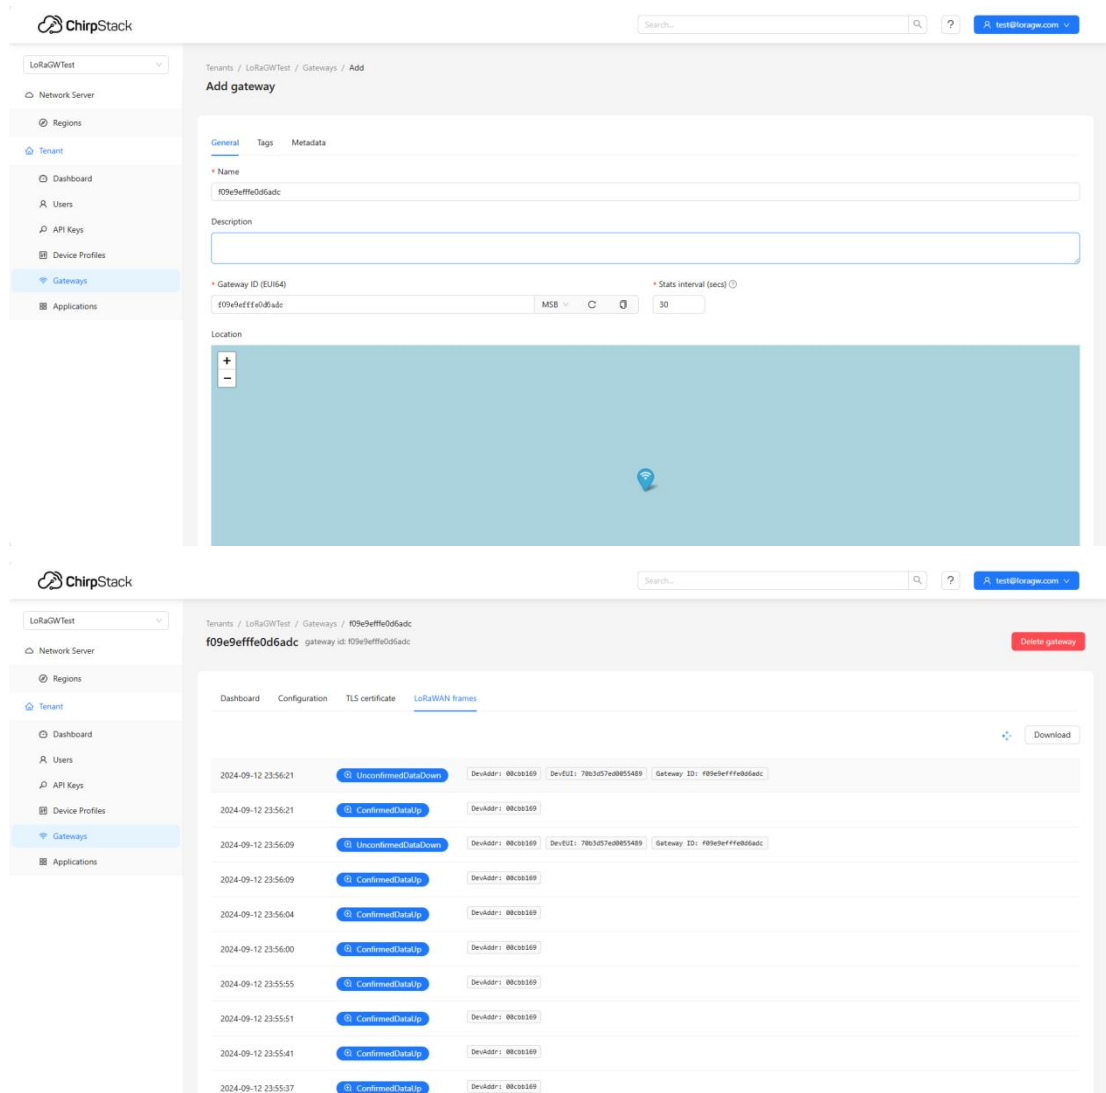 ChirpStack
Search...
?
test@loragw.com
LoRaGWTest
Network Server
Regions
Tenant
Dashboard
Users
API Keys
Device Profiles
Gateways
Applications
Tenants / LoRaGWTest / Gateways / Add
Add gateway
General Tags Metadata
* Name
f09e9efffe0d6adc
Description
* Gateway ID (EUI64)
f09e9efffe0d6adc
MSB
* Stats interval (secs)
30
Location
+
−
ChirpStack
Search...
?
test@loragw.com
LoRaGWTest
Network Server
Regions
Tenant
Dashboard
Users
API Keys
Device Profiles
Gateways
Applications
Tenants / LoRaGWTest / Gateways / f09e9efffe0d6adc
f09e9efffe0d6adc gateway id: f09e9efffe0d6adc
Delete gateway
Dashboard Configuration TLS certificate LoRaWAN frames
Download
2024-09-12 23:56:21 UnconfirmedDataDown DevAddr: 00cbb169 DevEUI: 70b3d57ed0055489 Gateway ID: f09e9efffe0d6adc
2024-09-12 23:56:21 ConfirmedDataUp DevAddr: 00cbb169
2024-09-12 23:56:09 UnconfirmedDataDown DevAddr: 00cbb169 DevEUI: 70b3d57ed0055489 Gateway ID: f09e9efffe0d6adc
2024-09-12 23:56:09 ConfirmedDataUp DevAddr: 00cbb169
2024-09-12 23:56:04 ConfirmedDataUp DevAddr: 00cbb169
2024-09-12 23:56:00 ConfirmedDataUp DevAddr: 00cbb169
2024-09-12 23:55:55 ConfirmedDataUp DevAddr: 00cbb169
2024-09-12 23:55:51 ConfirmedDataUp DevAddr: 00cbb169
2024-09-12 23:55:41 ConfirmedDataUp DevAddr: 00cbb169
2024-09-12 23:55:37 ConfirmedDataUp DevAddr: 00cbb169